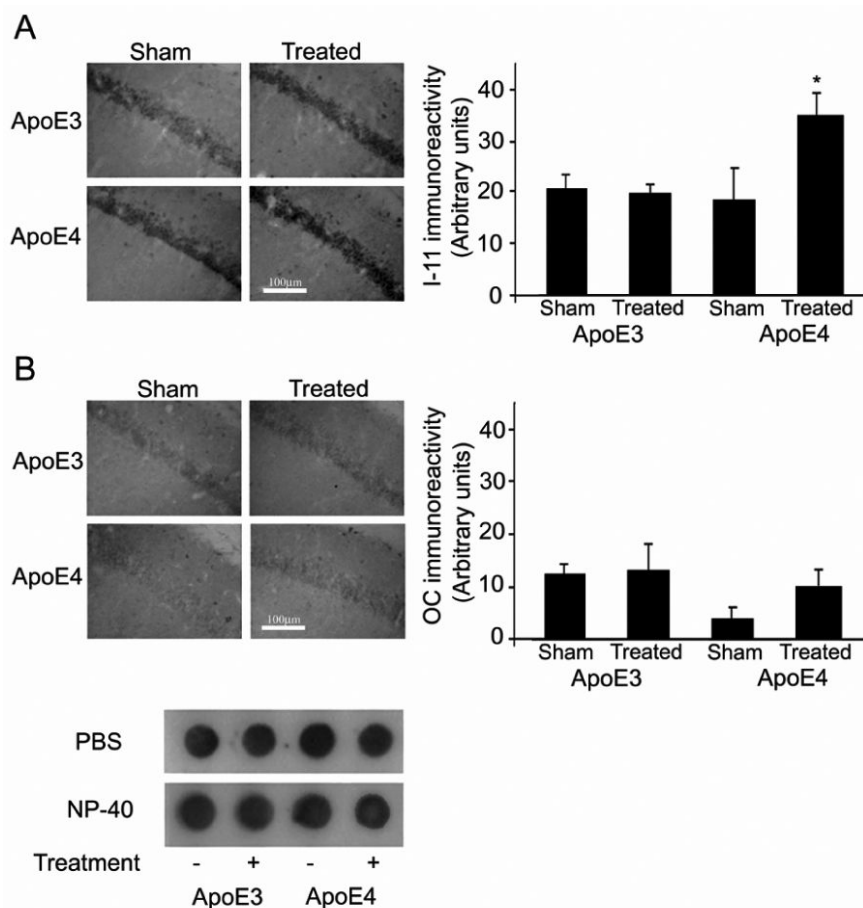 A
Sham Treated
ApoE3
ApoE4
100µm
I-11 immunoreactivity
(Arbitrary units)
40
30
20
10
0
*
Sham Treated Sham Treated
ApoE3 ApoE4
B
Sham Treated
ApoE3
ApoE4
100µm
OC immunoreactivity
(Arbitrary units)
40
30
20
10
0
Sham Treated Sham Treated
ApoE3 ApoE4
PBS
NP-40
Treatment - + - +
ApoE3 ApoE4